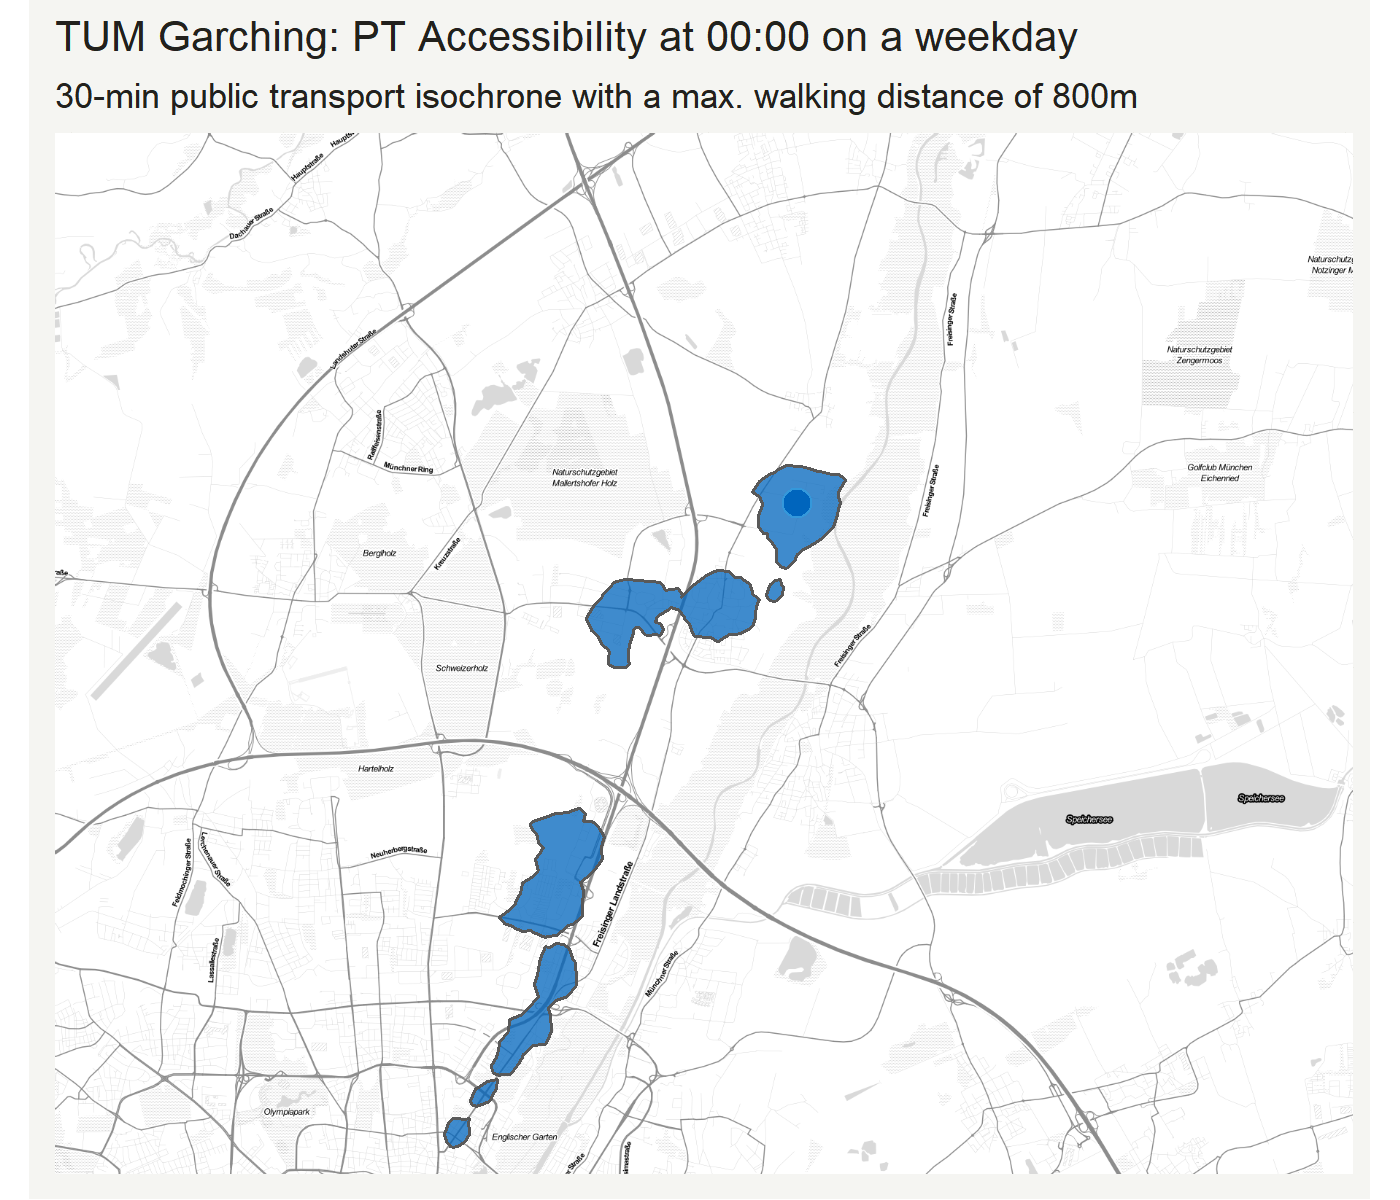 TUM Garching: PT Accessibility at 00:00 on a weekday
30-min public transport isochrone with a max. walking distance of 800m
Hauptstraße
Dachauer Straße
Naturschutzg
Notzinger M
Freisinger Straße
Landshuter Straße
Naturschutzgebiet
Zengermoos
Raiffeisenstraße
Münchner Ring
Naturschutzgebiet
Mallertshofer Holz
Golfclub München
Eichenried
Freisinger Straße
Kreuzstraße
Berglholz
Freisinger Straße
Schweizerholz
Hartelholz
Speichersee
Speichersee
Feldmochinger Straße
Lerchenauer Straße
Neuherbergstraße
Freisinger Landstraße
Lassallestraße
Münchner Straße
Olympiapark
Englischer Garten